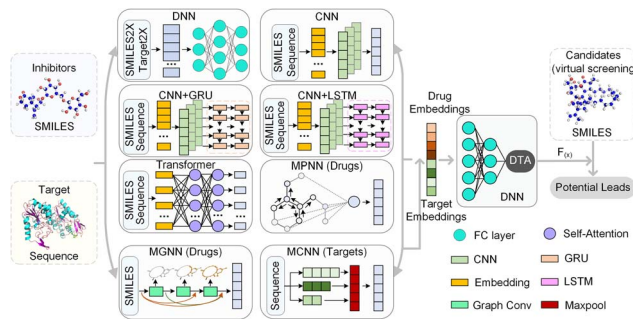 Inhibitors
SMILES
Target
Sequence
DNN
SMILES2X
Target2X
CNN
SMILES
Sequence
CNN+GRU
SMILES
Sequence
CNN+LSTM
SMILES
Sequence
Transformer
SMILES
Sequence
MPNN (Drugs)
MGNN (Drugs)
SMILES
MCNN (Targets)
Sequence
Drug
Embeddings
Target
Embeddings
DTA
DNN
Candidates
(virtual screening)
SMILES
F(x)
Potential Leads
FC layer
Self-Attention
CNN
GRU
Embedding
LSTM
Graph Conv
Maxpool